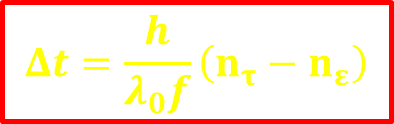 Δt = h / (λ₀f) (n_τ − n_ε)